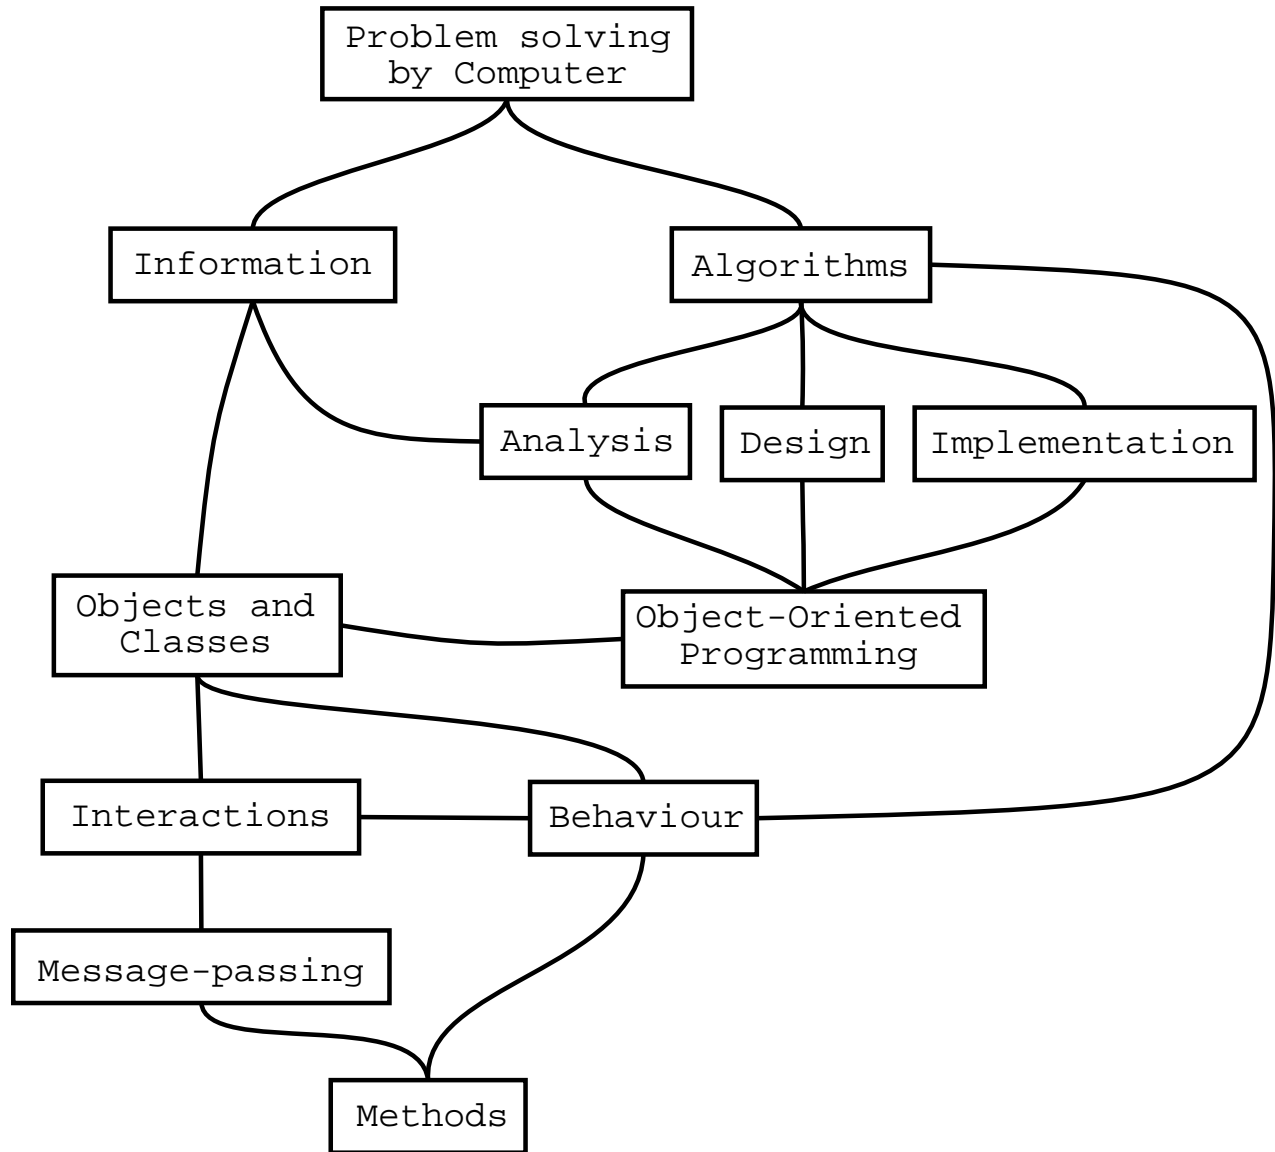 Problem solving
by Computer
Information
Algorithms
Analysis
Design
Implementation
Objects and
Classes
Object-Oriented
Programming
Interactions
Behaviour
Message-passing
Methods